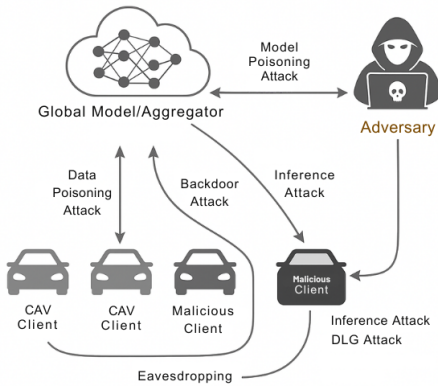 Model
Poisoning
Attack
Global Model/Aggregator
Adversary
Data
Poisoning
Attack
Backdoor
Attack
Inference
Attack
CAV
Client
CAV
Client
Malicious
Client
Malicious
Client
Inference Attack
DLG Attack
Eavesdropping